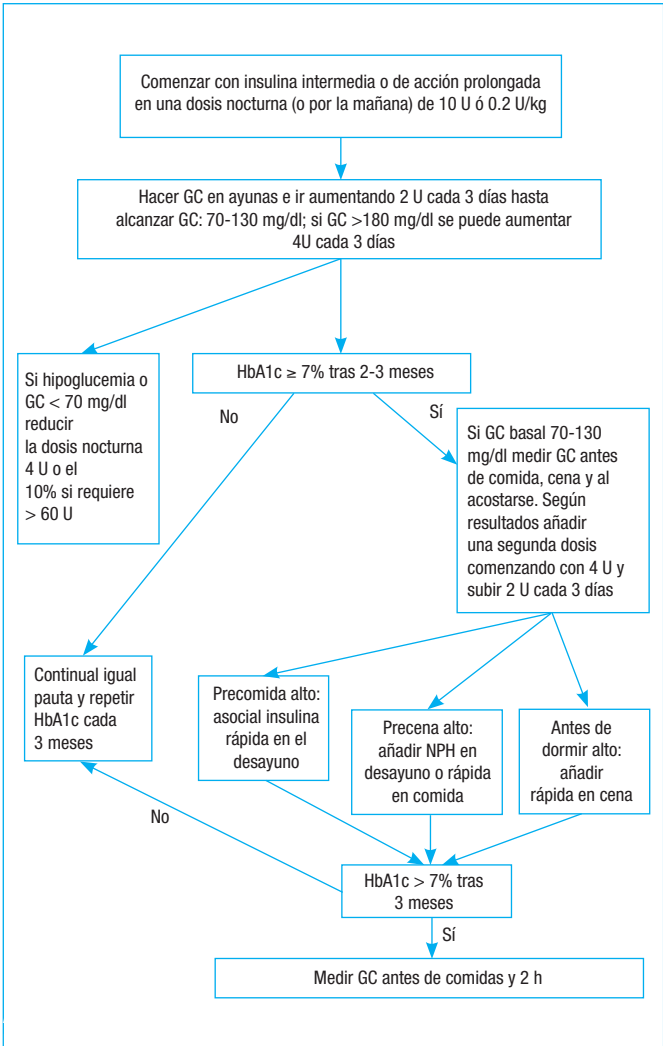 Comenzar con insulina intermedia o de acción prolongada
en una dosis nocturna (o por la mañana) de 10 U ó 0.2 U/kg
Hacer GC en ayunas e ir aumentando 2 U cada 3 días hasta
alcanzar GC: 70-130 mg/dl; si GC >180 mg/dl se puede aumentar
4U cada 3 días
Si hipoglucemia o
GC < 70 mg/dl
reducir
la dosis nocturna
4 U o el
10% si requiere
> 60 U
HbA1c ≥ 7% tras 2-3 meses
No
Sí
Si GC basal 70-130
mg/dl medir GC antes
de comida, cena y al
acostarse. Según
resultados añadir
una segunda dosis
comenzando con 4 U y
subir 2 U cada 3 días
Continual igual
pauta y repetir
HbA1c cada
3 meses
Precomida alto:
asocial insulina
rápida en el
desayuno
Precena alto:
añadir NPH en
desayuno o rápida
en comida
Antes de
dormir alto:
añadir
rápida en cena
No
HbA1c > 7% tras
3 meses
Sí
Medir GC antes de comidas y 2 h